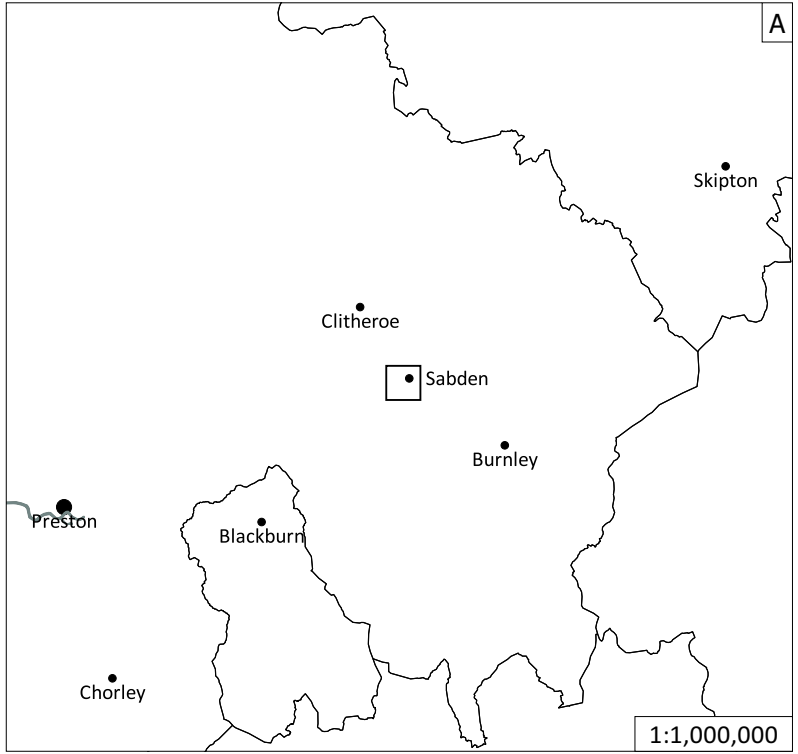 A
Skipton
Clitheroe
Sabden
Burnley
Preston
Blackburn
Chorley
1:1,000,000